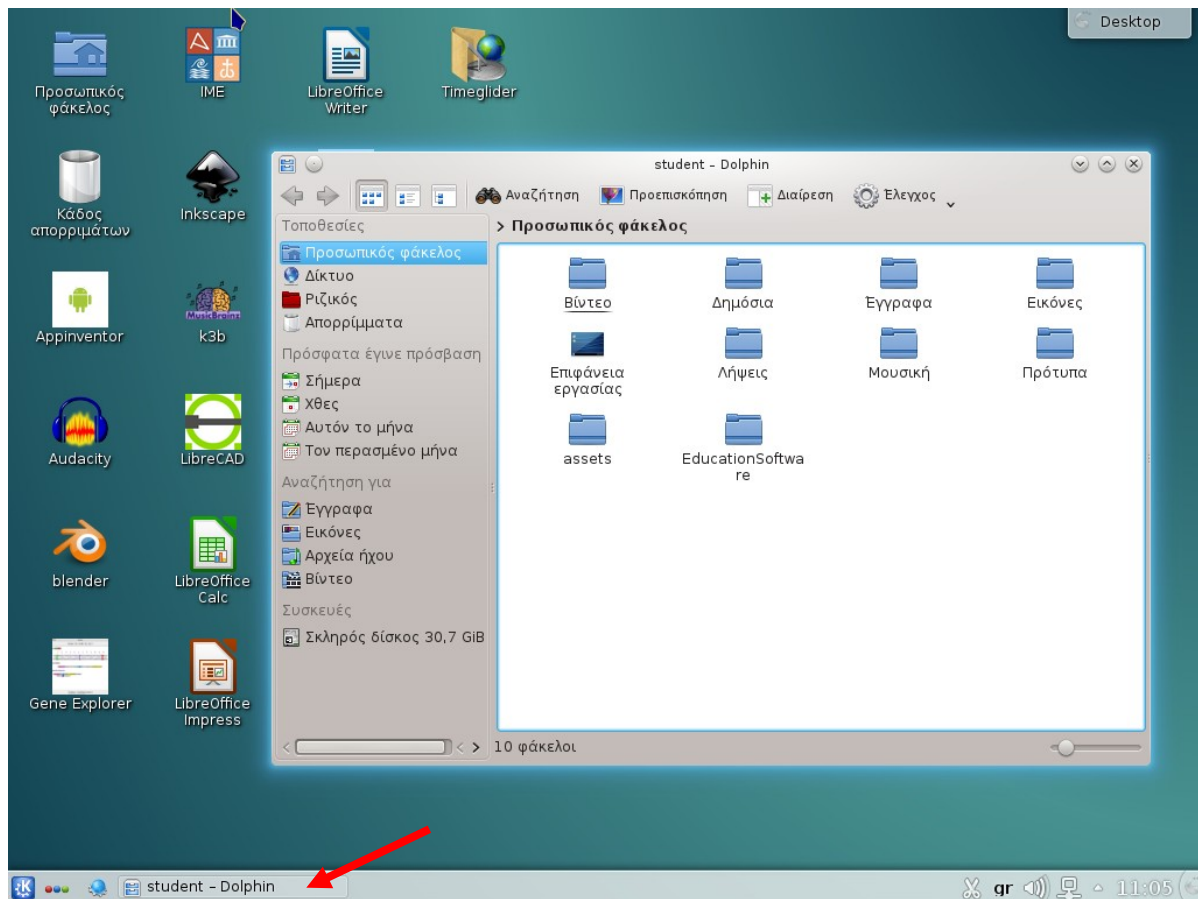 Desktop
Προσωπικός
φάκελος
IME
LibreOffice
Writer
Timeglider
Κάδος
απορριμάτων
Inkscape
Appinventor
MusicBrainz
k3b
Audacity
LibreCAD
blender
LibreOffice
Calc
Gene Explorer
LibreOffice
Impress
student – Dolphin
Αναζήτηση Προεπισκόπηση Διαίρεση Έλεγχος
Τοποθεσίες
Προσωπικός φάκελος
Δίκτυο
Ριζικός
Απορρίμματα
Πρόσφατα έγινε πρόσβαση
Σήμερα
Χθες
Αυτόν το μήνα
Τον περασμένο μήνα
Αναζήτηση για
Έγγραφα
Εικόνες
Αρχεία ήχου
Βίντεο
Συσκευές
Σκληρός δίσκος 30,7 GiB
> Προσωπικός φάκελος
Βίντεο
Δημόσια
Έγγραφα
Εικόνες
Επιφάνεια
εργασίας
Λήψεις
Μουσική
Πρότυπα
assets
EducationSoftwa
re
10 φάκελοι
student – Dolphin
gr
11:05